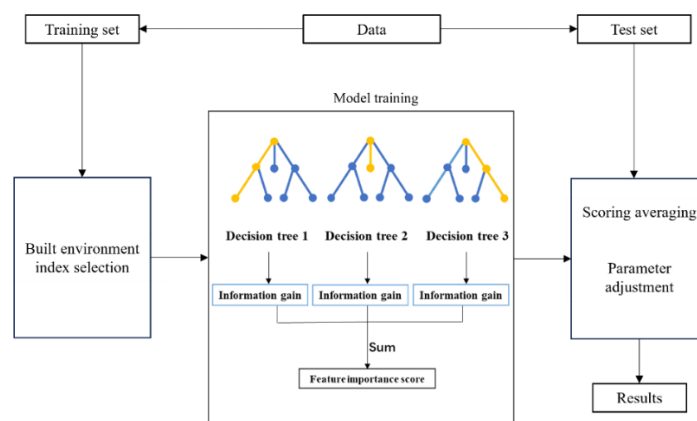 Training set
Data
Test set
Model training
Decision tree 1
Decision tree 2
Decision tree 3
Built environment
index selection
Information gain
Information gain
Information gain
Sum
Feature importance score
Scoring averaging
Parameter
adjustment
Results